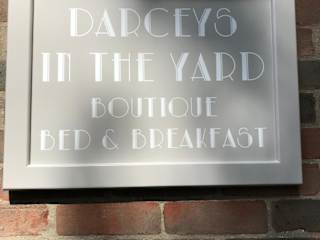 DARCEYS
IN THE YARD
BOUTIQUE
BED & BREAKFAST